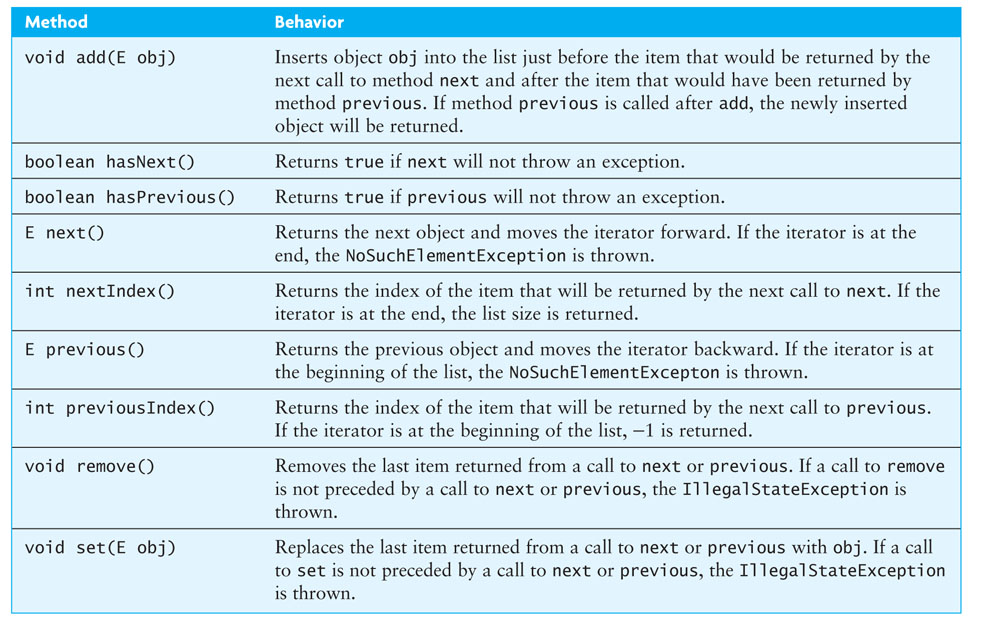 Method Behavior
void add(E obj) Inserts object obj into the list just before the item that would be returned by the
next call to method next and after the item that would have been returned by
method previous. If method previous is called after add, the newly inserted
object will be returned.
boolean hasNext() Returns true if next will not throw an exception.
boolean hasPrevious() Returns true if previous will not throw an exception.
E next() Returns the next object and moves the iterator forward. If the iterator is at the
end, the NoSuchElementException is thrown.
int nextIndex() Returns the index of the item that will be returned by the next call to next. If the
iterator is at the end, the list size is returned.
E previous() Returns the previous object and moves the iterator backward. If the iterator is at
the beginning of the list, the NoSuchElementExcepton is thrown.
int previousIndex() Returns the index of the item that will be returned by the next call to previous.
If the iterator is at the beginning of the list, −1 is returned.
void remove() Removes the last item returned from a call to next or previous. If a call to remove
is not preceded by a call to next or previous, the IllegalStateException is
thrown.
void set(E obj) Replaces the last item returned from a call to next or previous with obj. If a call
to set is not preceded by a call to next or previous, the IllegalStateException
is thrown.